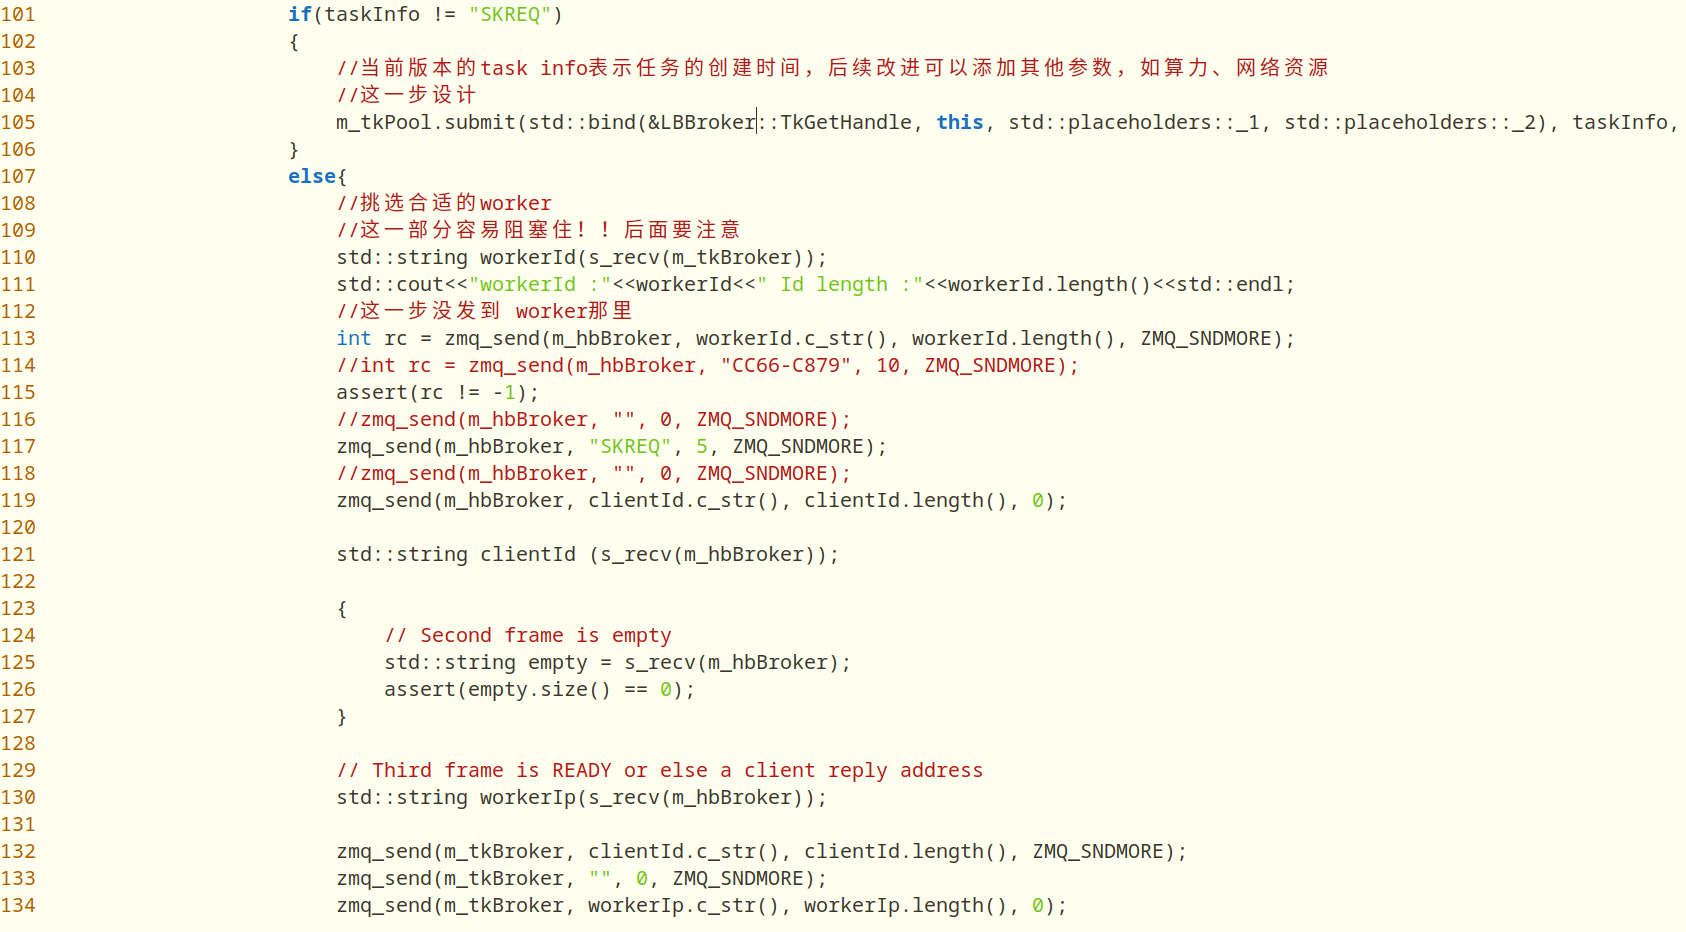 101 if(taskInfo != "SKREQ")
102 {
103 //当前版本的task info表示任务的创建时间，后续改进可以添加其他参数，如算力、网络资源
104 //这一步设计
105 m_tkPool.submit(std::bind(&LBBroker::TkGetHandle, this, std::placeholders::_1, std::placeholders::_2), taskInfo,
106 }
107 else{
108 //挑选合适的worker
109 //这一部分容易阻塞住！！后面要注意
110 std::string workerId(s_recv(m_tkBroker));
111 std::cout<<"workerId :"<<workerId<<" Id length :"<<workerId.length()<<std::endl;
112 //这一步没发到 worker那里
113 int rc = zmq_send(m_hbBroker, workerId.c_str(), workerId.length(), ZMQ_SNDMORE);
114 //int rc = zmq_send(m_hbBroker, "CC66-C879", 10, ZMQ_SNDMORE);
115 assert(rc != -1);
116 //zmq_send(m_hbBroker, "", 0, ZMQ_SNDMORE);
117 zmq_send(m_hbBroker, "SKREQ", 5, ZMQ_SNDMORE);
118 //zmq_send(m_hbBroker, "", 0, ZMQ_SNDMORE);
119 zmq_send(m_hbBroker, clientId.c_str(), clientId.length(), 0);
120
121 std::string clientId (s_recv(m_hbBroker));
122
123 {
124 // Second frame is empty
125 std::string empty = s_recv(m_hbBroker);
126 assert(empty.size() == 0);
127 }
128
129 // Third frame is READY or else a client reply address
130 std::string workerIp(s_recv(m_hbBroker));
131
132 zmq_send(m_tkBroker, clientId.c_str(), clientId.length(), ZMQ_SNDMORE);
133 zmq_send(m_tkBroker, "", 0, ZMQ_SNDMORE);
134 zmq_send(m_tkBroker, workerIp.c_str(), workerIp.length(), 0);